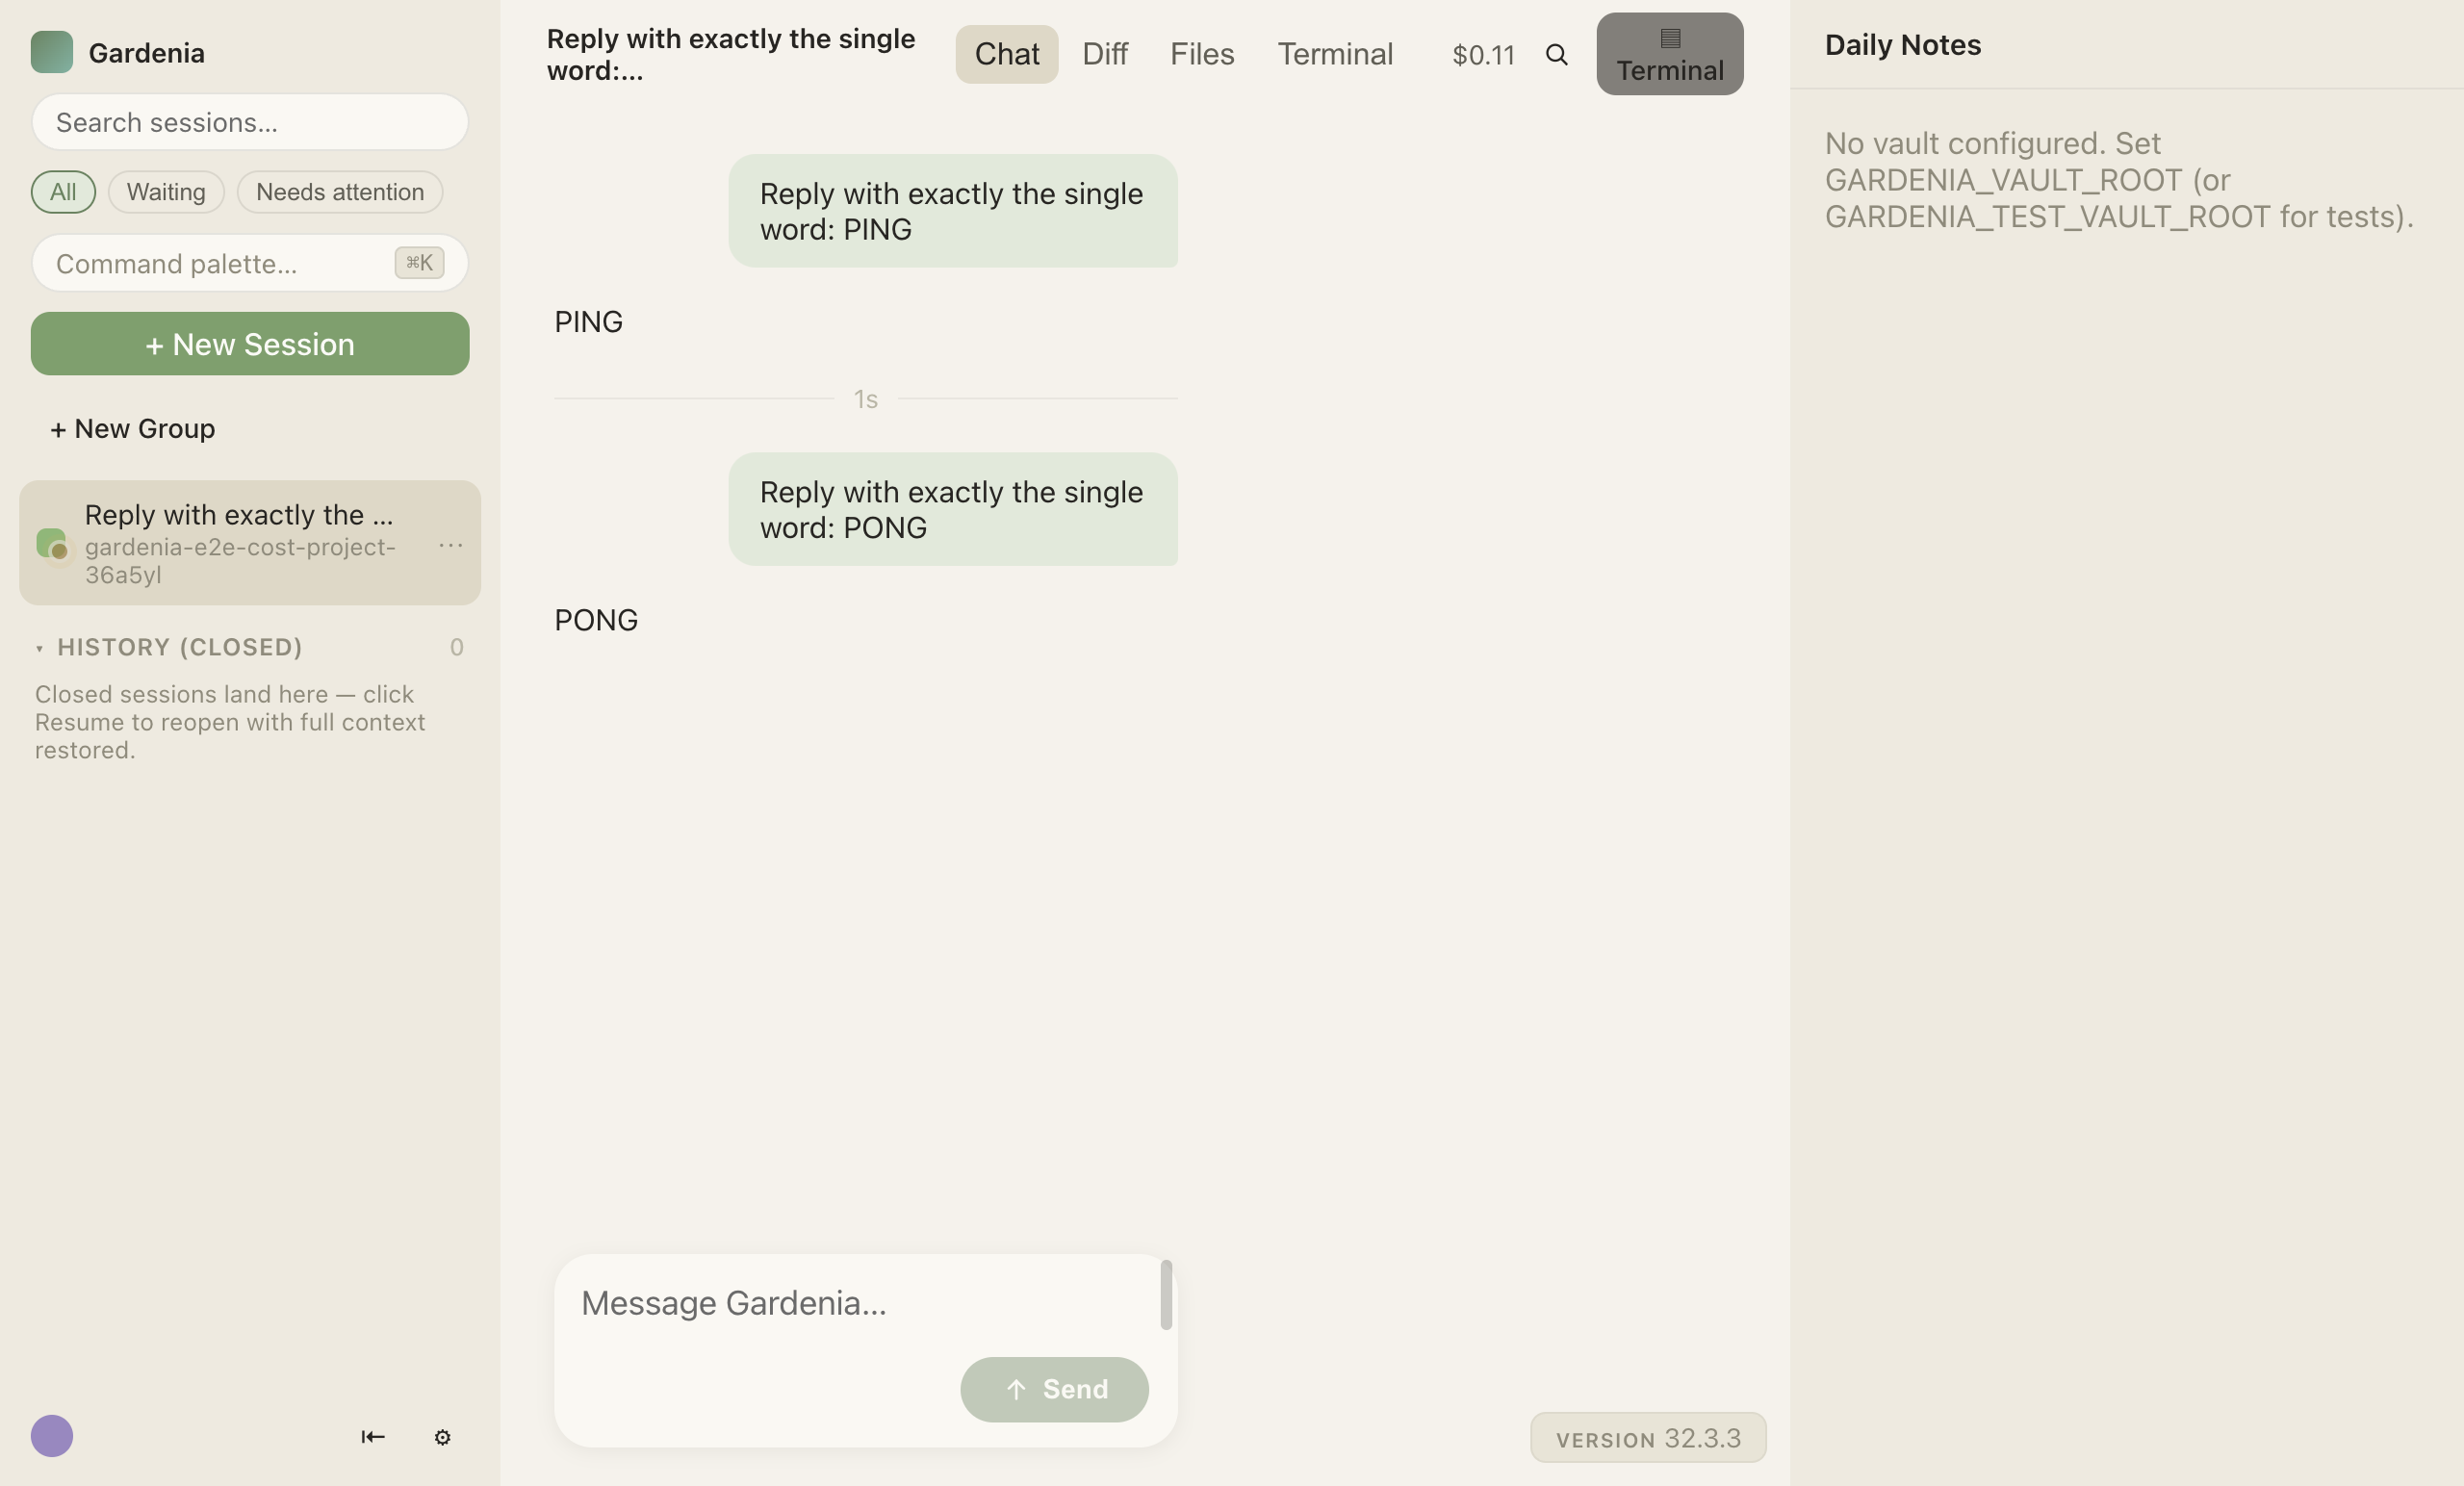 Gardenia
Search sessions...
All
Waiting
Needs attention
Command palette...
⌘K
+ New Session
+ New Group
Reply with exactly the ...
gardenia-e2e-cost-project-
36a5yl
...
HISTORY (CLOSED)
0
Closed sessions land here — click
Resume to reopen with full context
restored.
Reply with exactly the single
word:...
Chat
Diff
Files
Terminal
$0.11
Terminal
Reply with exactly the single
word: PING
PING
1s
Reply with exactly the single
word: PONG
PONG
Message Gardenia...
Send
VERSION 32.3.3
Daily Notes
No vault configured. Set
GARDENIA_VAULT_ROOT (or
GARDENIA_TEST_VAULT_ROOT for tests).